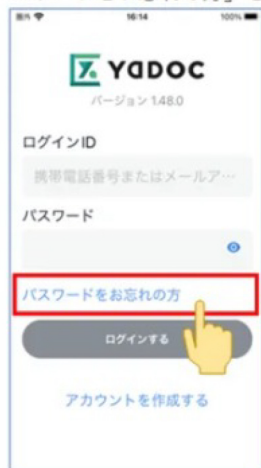 圏外 16:14 100%
YaDOC
バージョン 1.48.0
ログインID
携帯電話番号またはメールア…
パスワード
パスワードをお忘れの方
ログインする
アカウントを作成する